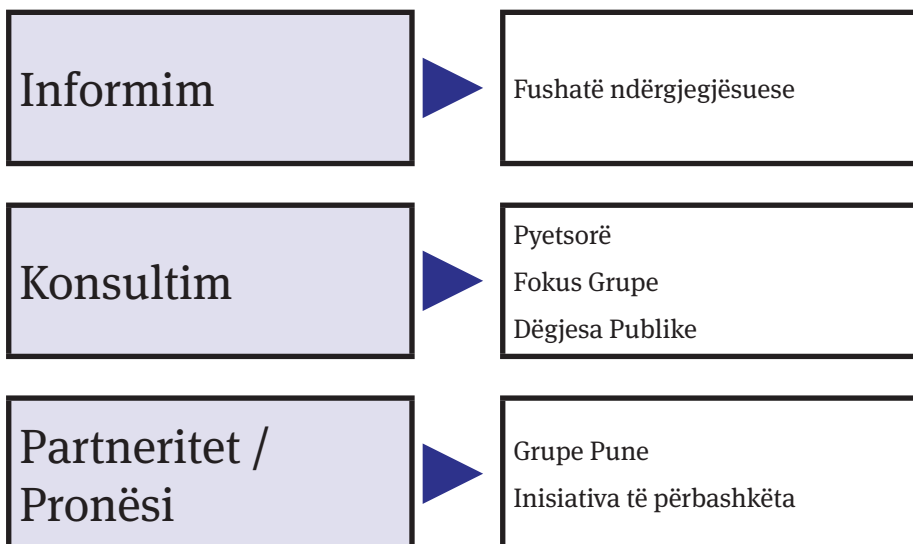 Informim
Fushatë ndërgjegjësuese
Konsultim
Pyetsorë
Fokus Grupe
Dëgjesa Publike
Partneritet /
Pronësi
Grupe Pune
Inisiativa të përbashkëta